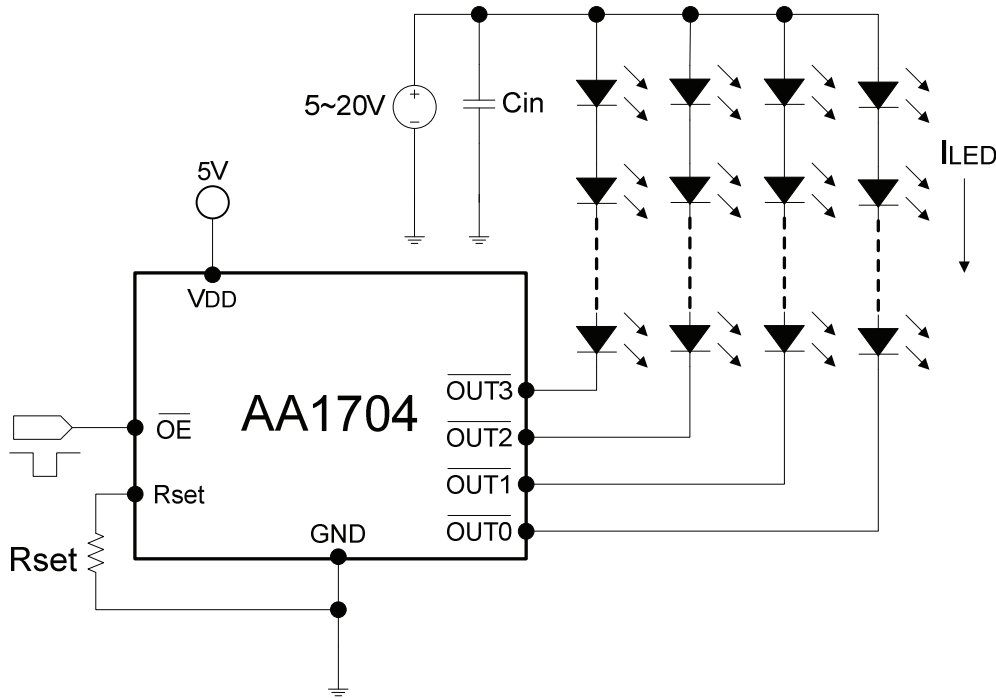 5~20V
+
−
Cin
ILED
5V
VDD
AA1704
OUT3
OE
OUT2
OUT1
Rset
OUT0
GND
Rset